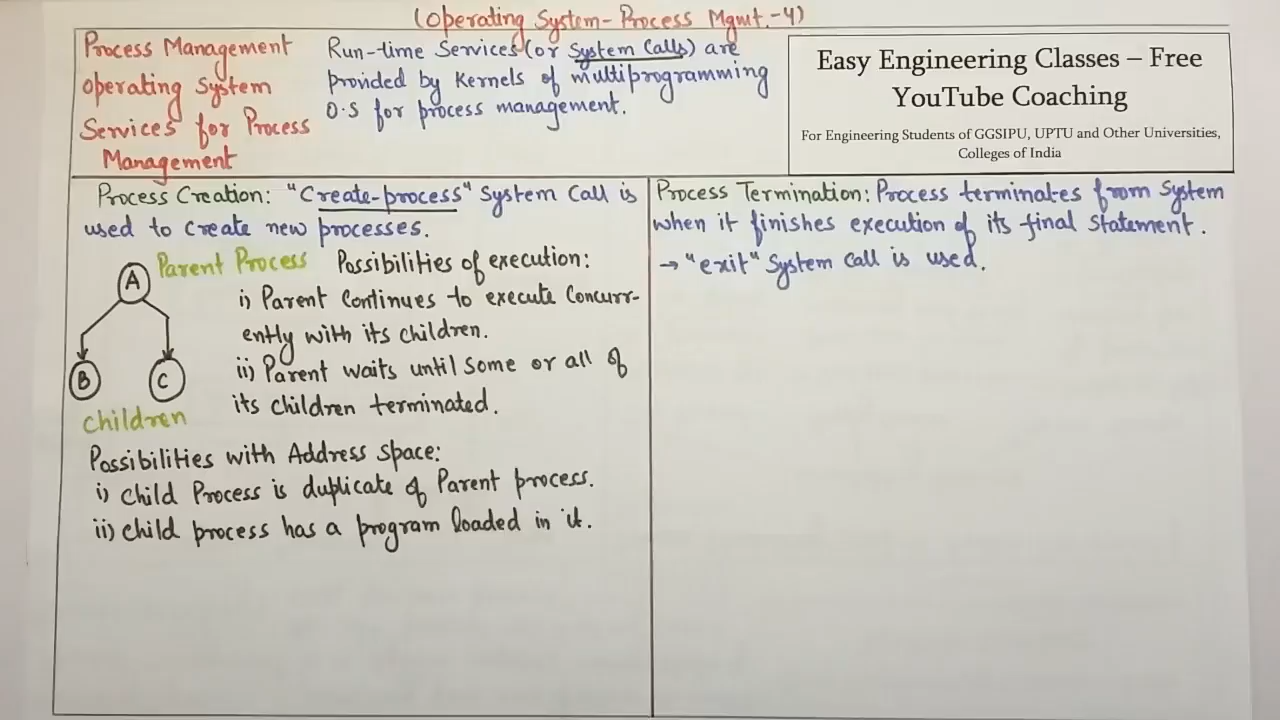 (Operating System- Process Mgmt.-4)
Process Management
Operating System
Services for Process
Management
Run-time Services (or System Calls) are
provided by Kernels of multiprogramming
O.S for process management.
Easy Engineering Classes – Free
YouTube Coaching
For Engineering Students of GGSIPU, UPTU and Other Universities,
Colleges of India
Process Creation: "Create-process" System Call is
used to create new processes.
Parent Process
A
B
C
Children
Possibilities of execution:
i) Parent continues to execute Concurr-
ently with its children.
ii) Parent waits until some or all of
its children terminated.
Possibilities with Address Space:
i) Child Process is duplicate of Parent process.
ii) Child process has a program loaded in it.
Process Termination: Process terminates from System
when it finishes execution of its final Statement.
→ "exit" System call is used.